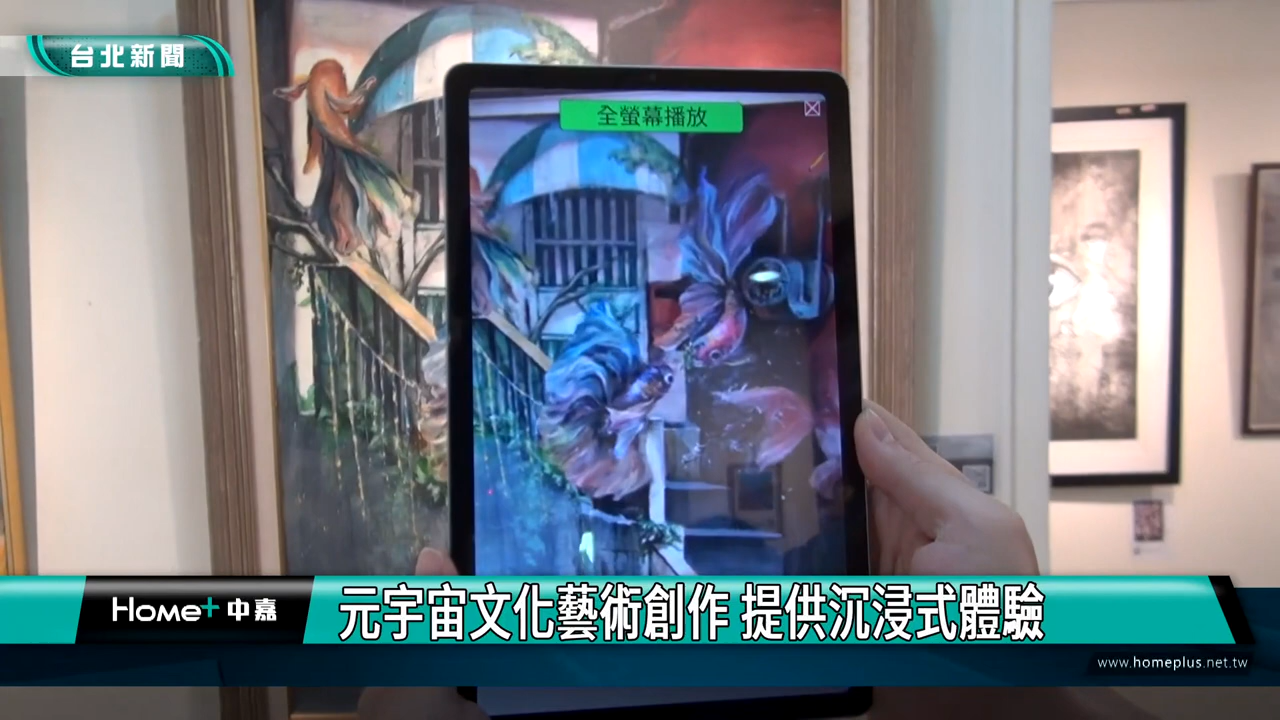 台北新聞
全螢幕播放
Home+ 中嘉
元宇宙文化藝術創作 提供沉浸式體驗
www.homeplus.net.tw